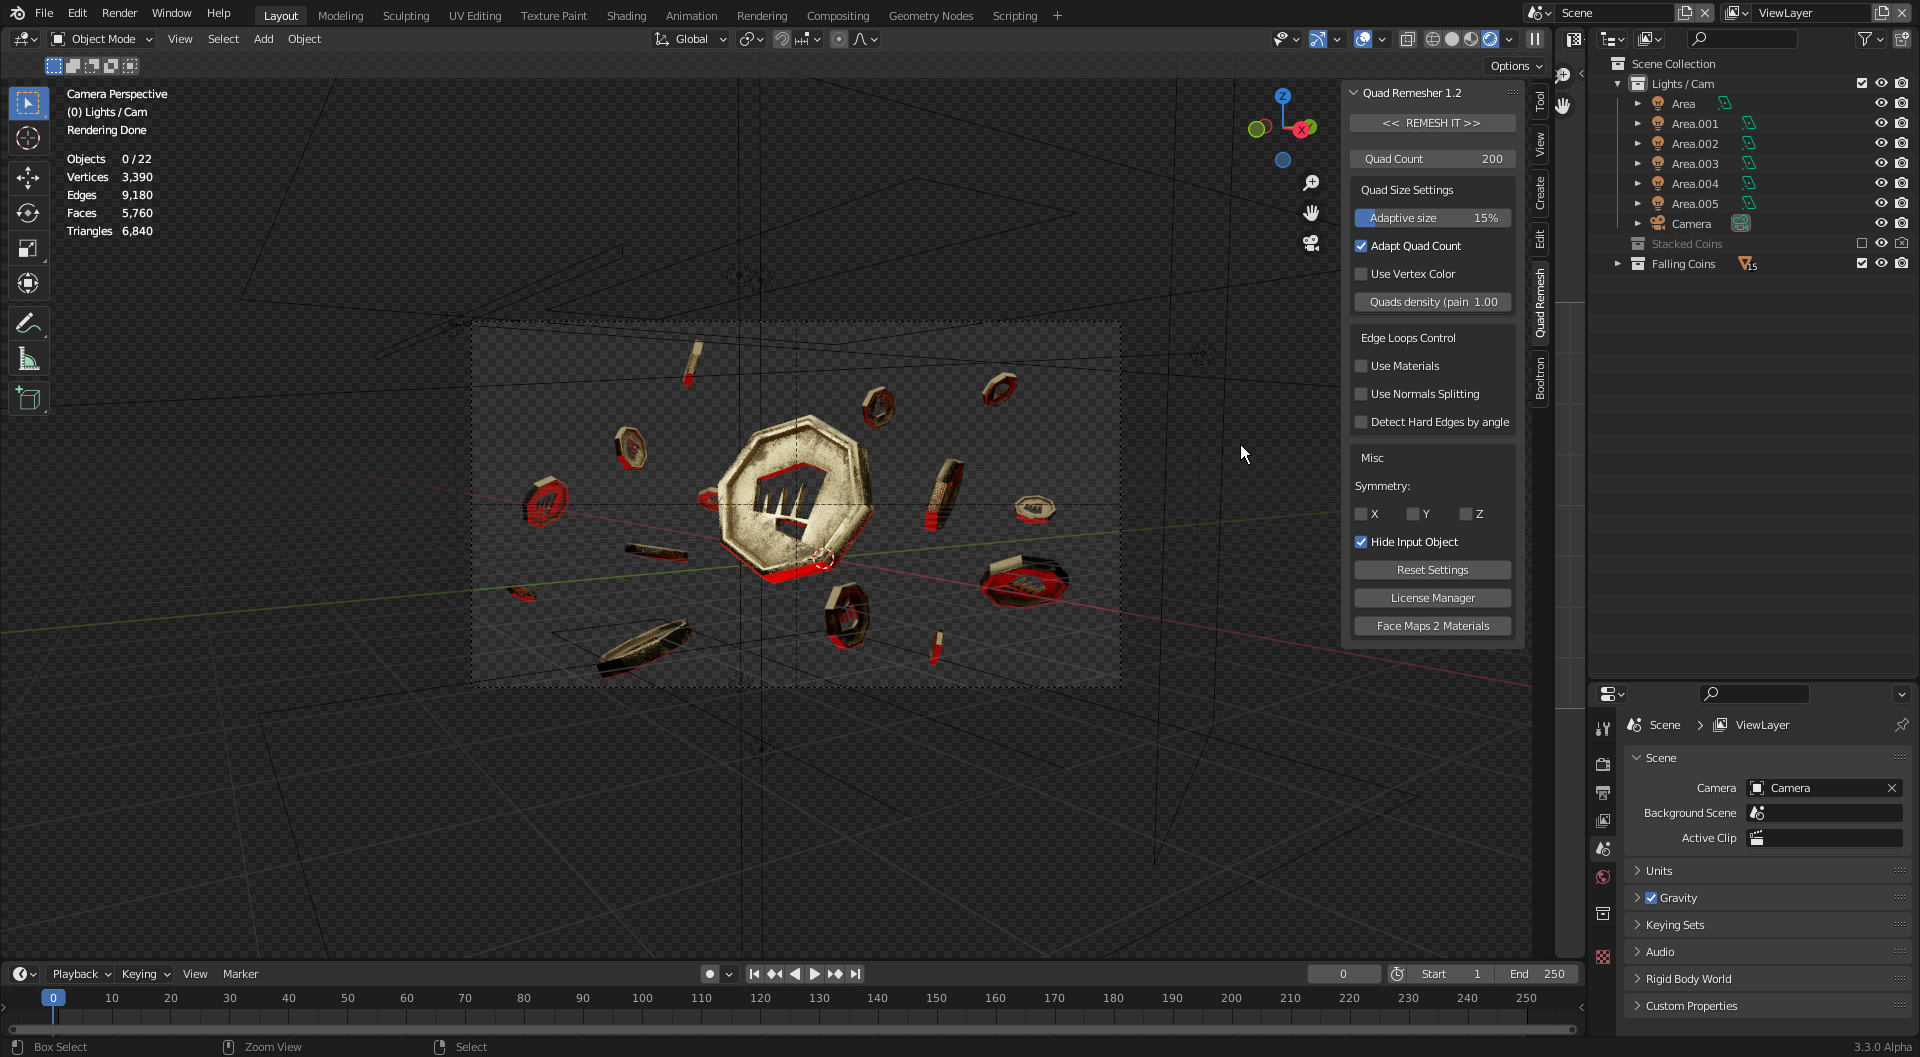 File Edit Render Window Help Layout Modeling Sculpting UV Editing Texture Paint Shading Animation Rendering Compositing Geometry Nodes Scripting + Scene ViewLayer
Object Mode View Select Add Object Global
Options
Camera Perspective
(0) Lights / Cam
Rendering Done
Objects 0 / 22
Vertices 3,390
Edges 9,180
Faces 5,760
Triangles 6,840
Z
X
Y
Quad Remesher 1.2
<< REMESH IT >>
Quad Count 200
Quad Size Settings
Adaptive size 15%
Adapt Quad Count
Use Vertex Color
Quads density (pain 1.00
Edge Loops Control
Use Materials
Use Normals Splitting
Detect Hard Edges by angle
Misc
Symmetry:
X Y Z
Hide Input Object
Reset Settings
License Manager
Face Maps 2 Materials
Tool
View
Create
Edit
Quad Remesh
Booltron
Scene Collection
Lights / Cam
Area
Area.001
Area.002
Area.003
Area.004
Area.005
Camera
Stacked Coins
Falling Coins 15
Scene > ViewLayer
Scene
Camera Camera
Background Scene
Active Clip
Units
Gravity
Keying Sets
Audio
Rigid Body World
Custom Properties
Playback Keying View Marker 0 Start 1 End 250
0 10 20 30 40 50 60 70 80 90 100 110 120 130 140 150 160 170 180 190 200 210 220 230 240 250
Box Select Zoom View Select 3.3.0 Alpha